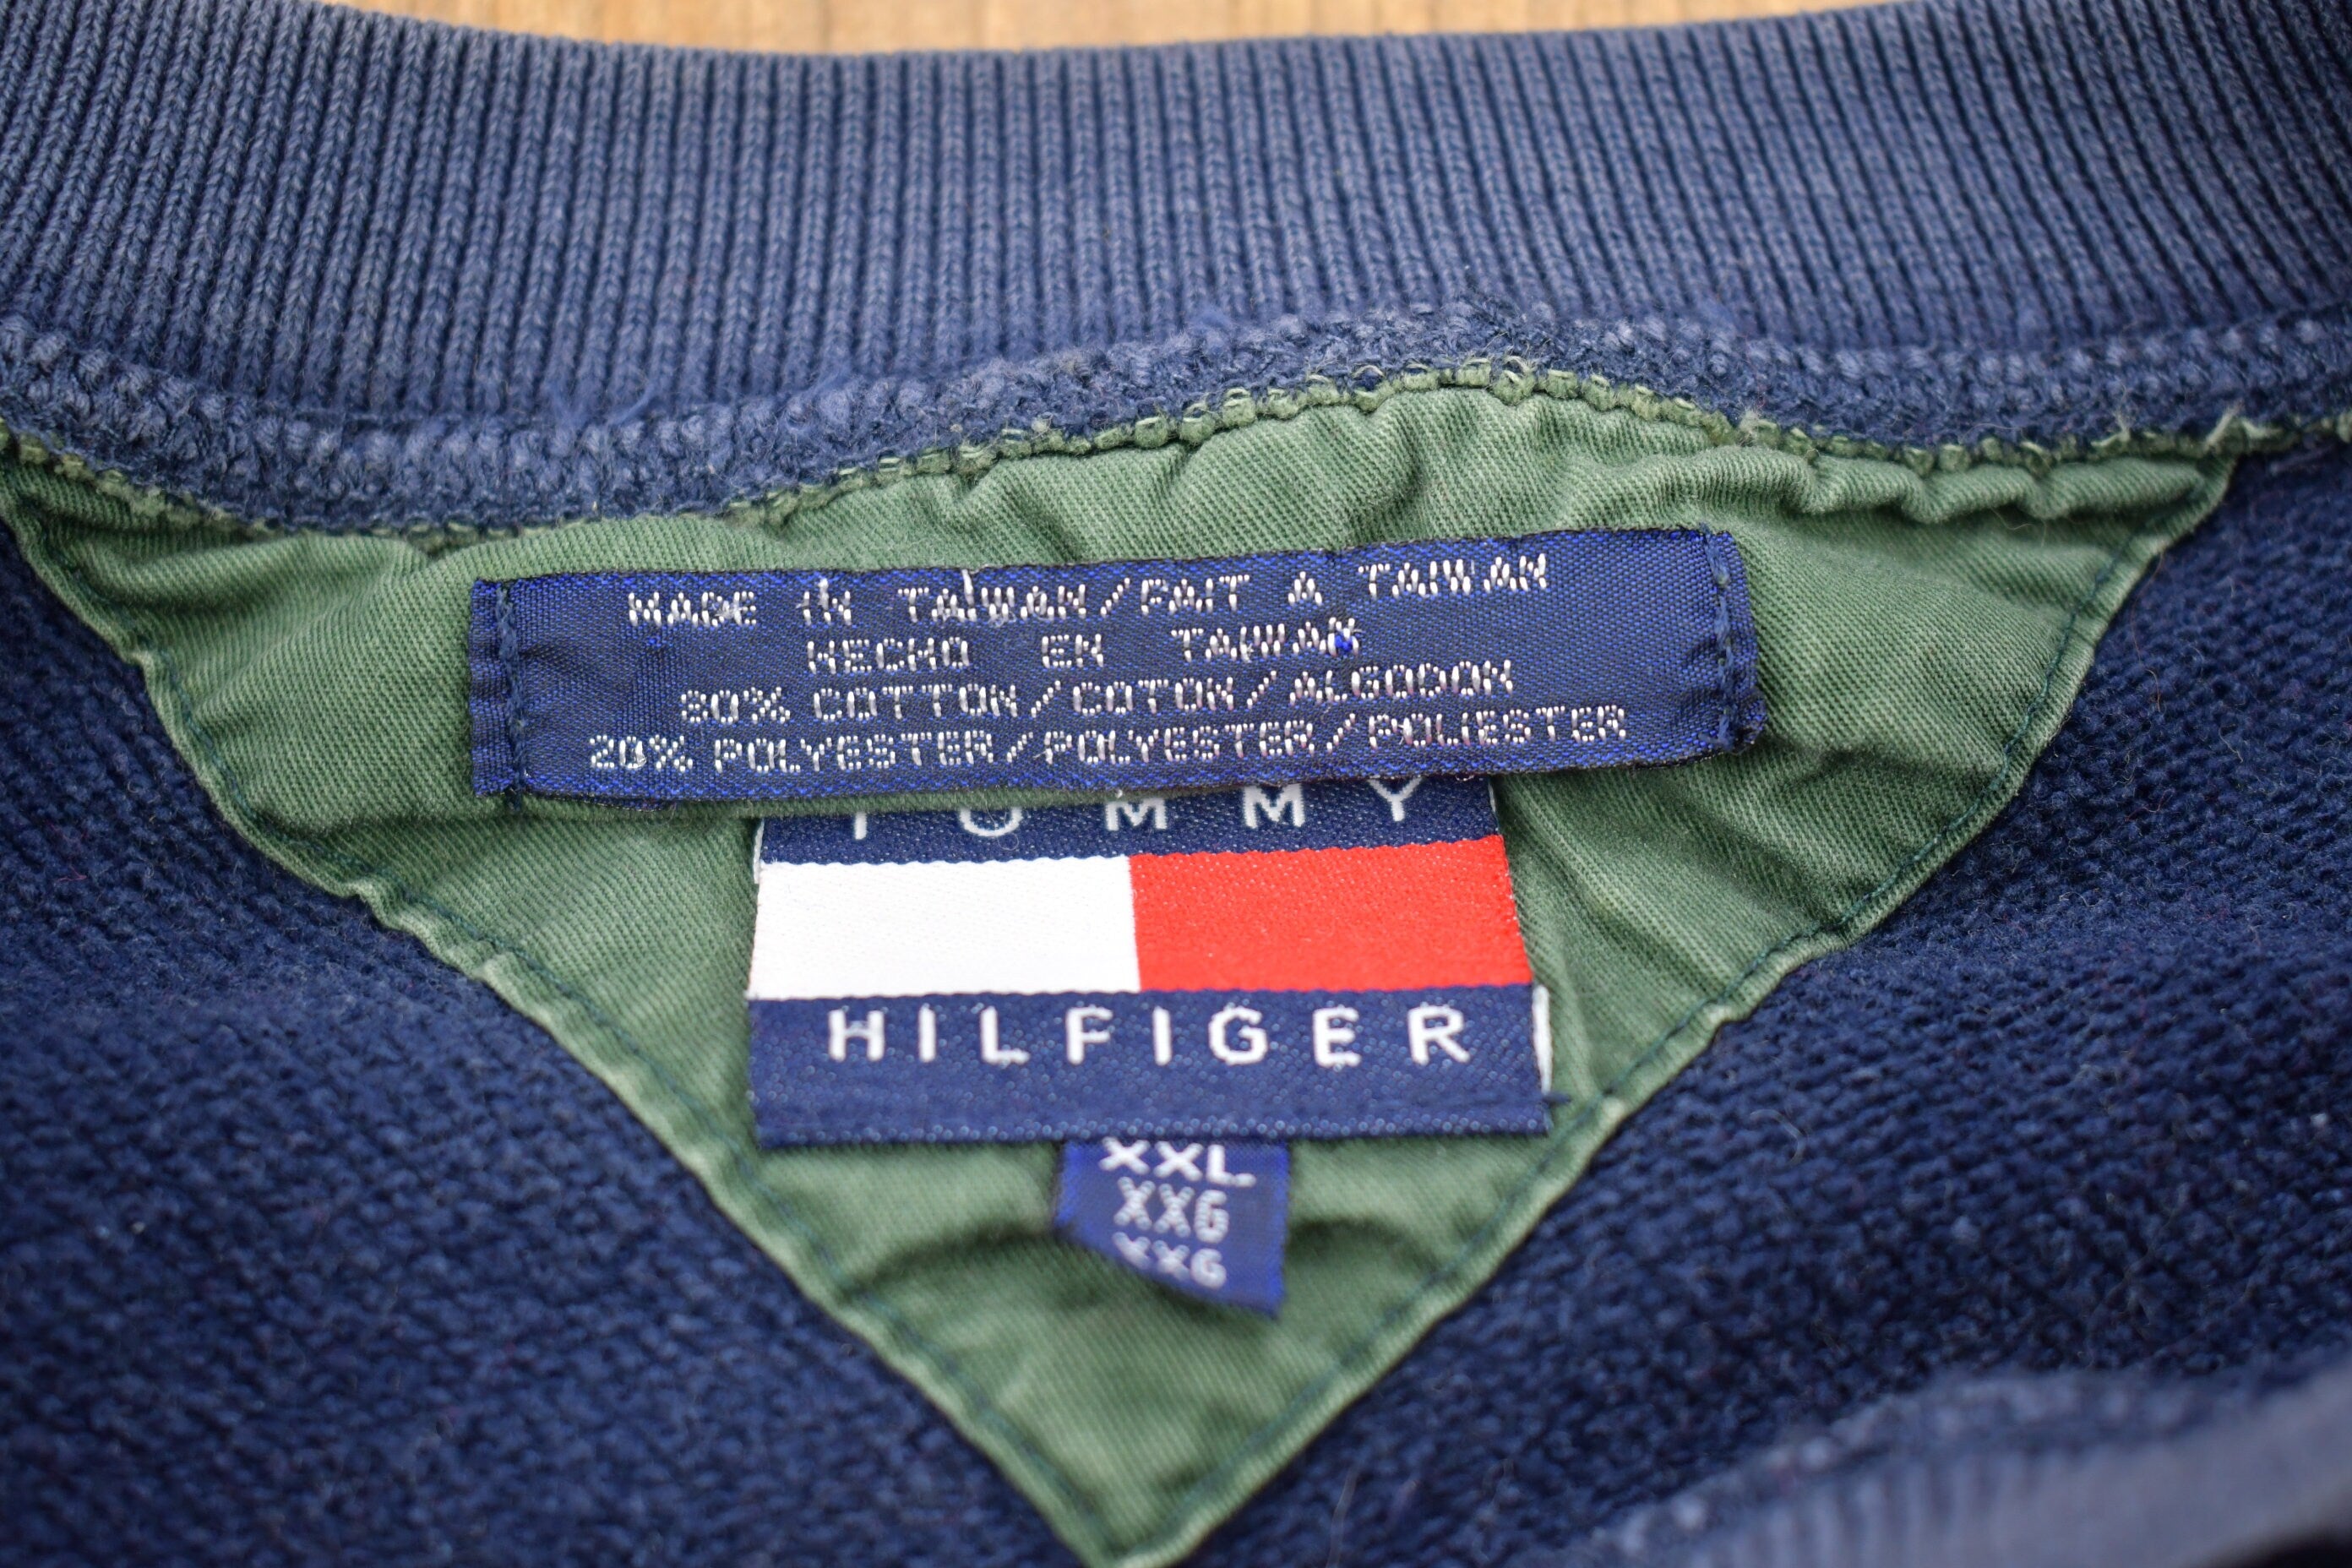 MADE IN TAIWAN/FAIT A TAIWAN
HECHO EN TAIWAN
80% COTTON/COTON/ALGODON
20% POLYESTER/POLYESTER/POLIESTER
TOMMY
HILFIGER
XXL
XXG
XXG